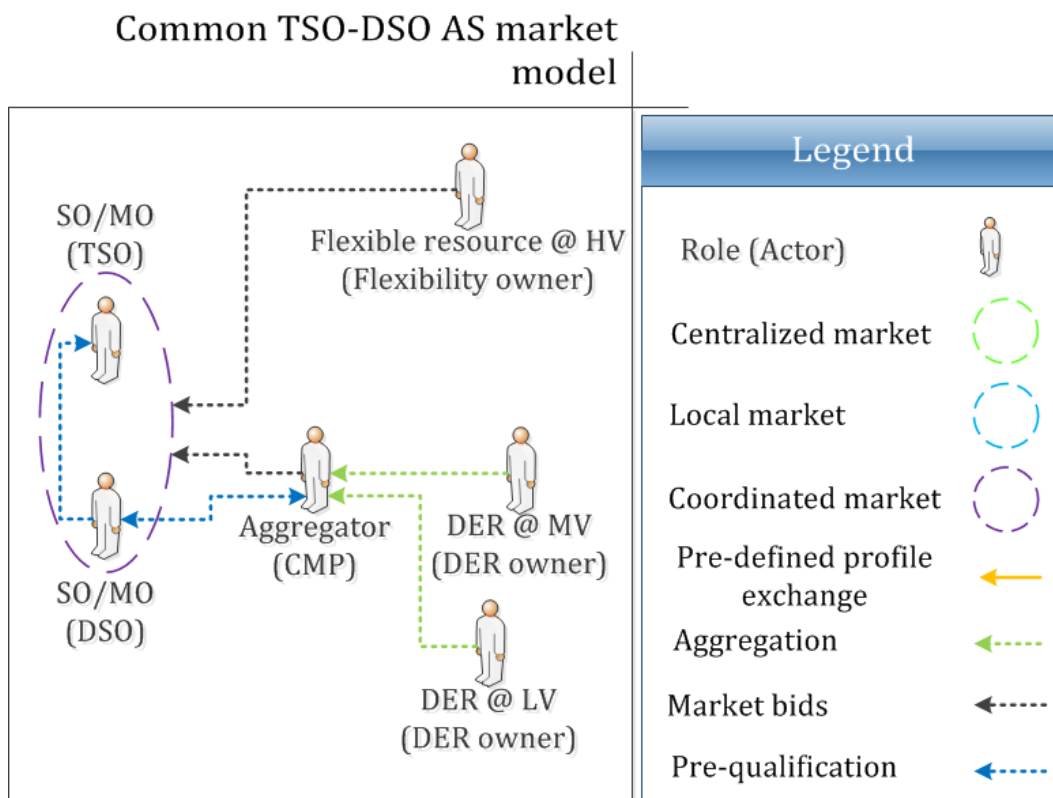 Common TSO-DSO AS market
model
SO/MO
(TSO)
Flexible resource @ HV
(Flexibility owner)
Aggregator
(CMP)
DER @ MV
(DER owner)
SO/MO
(DSO)
DER @ LV
(DER owner)
Legend
Role (Actor)
Centralized market
Local market
Coordinated market
Pre-defined profile
exchange
Aggregation
Market bids
Pre-qualification